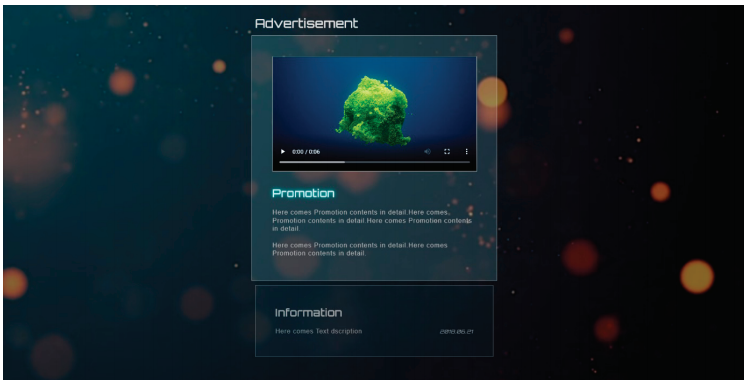 Advertisement
0:00 / 0:06
Promotion
Here comes Promotion contents in detail.Here comes
Promotion contents in detail.Here comes Promotion contents
in detail.
Here comes Promotion contents in detail.Here comes
Promotion contents in detail.
Information
Here comes Text discription
2019.06.21